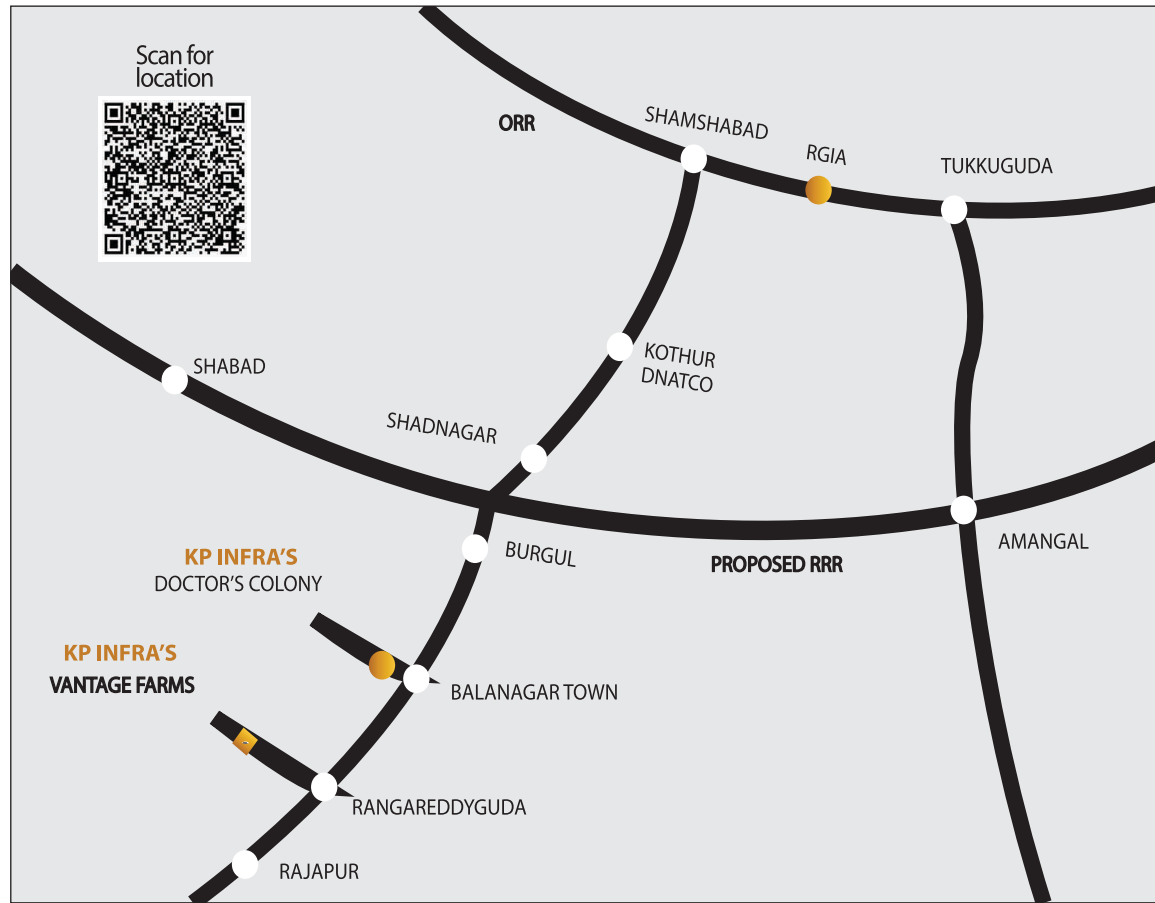 Scan for
location
ORR
SHAMSHABAD
RGIA
TUKKUGUDA
SHABAD
KOTHUR
DNATCO
SHADNAGAR
BURGUL
PROPOSED RRR
AMANGAL
KP INFRA'S
DOCTOR'S COLONY
KP INFRA'S
VANTAGE FARMS
BALANAGAR TOWN
RANGAREDDYGUDA
RAJAPUR